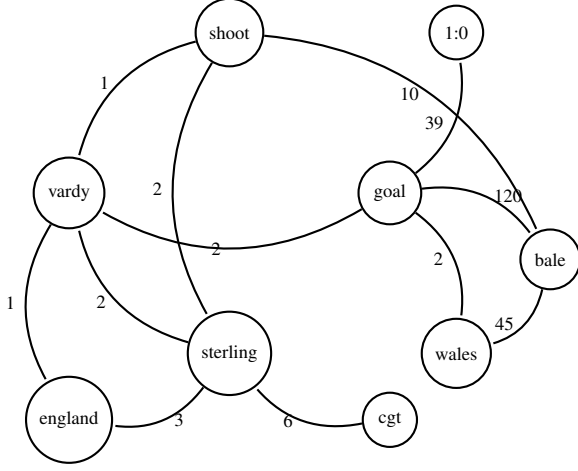 shoot
1:0
1
10
39
vardy
2
goal
120
2
2
bale
1
2
45
sterling
wales
england
3
6
cgt